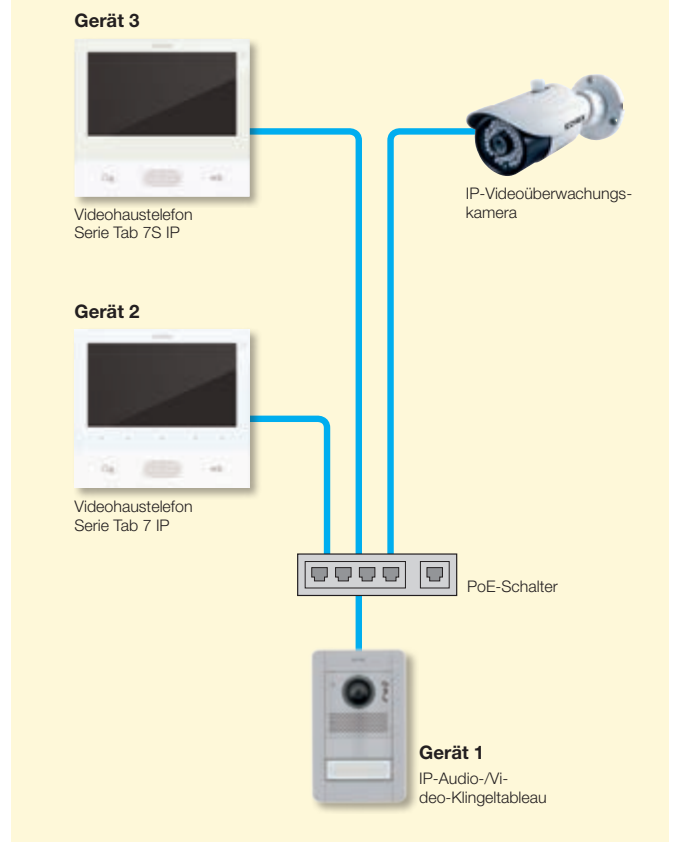 Gerät 3
Videohaustelefon
Serie Tab 7S IP
IP-Videoüberwachungs-
kamera
Gerät 2
Videohaustelefon
Serie Tab 7 IP
PoE-Schalter
Gerät 1
IP-Audio-/Vi-
deo-Klingeltableau